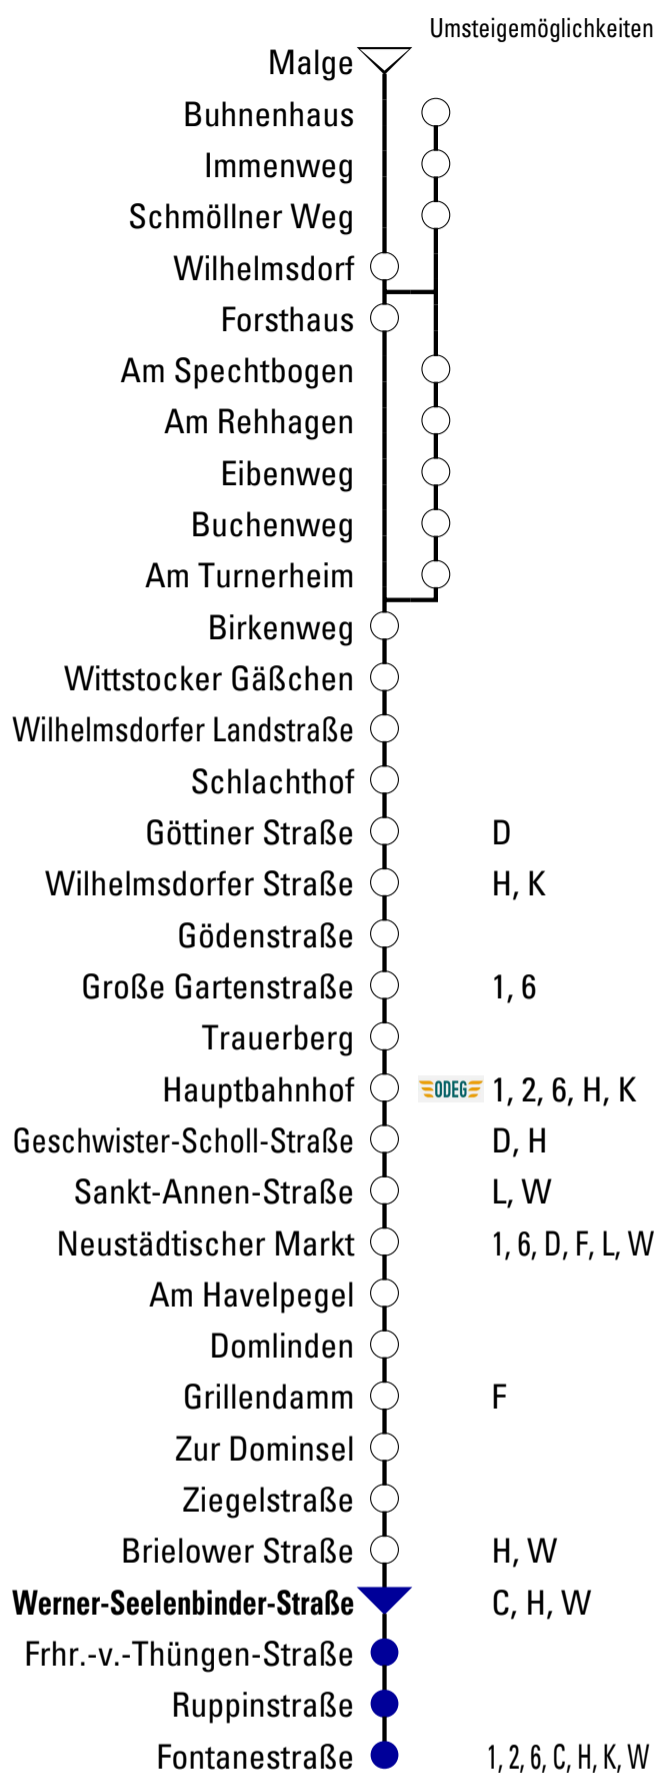 Umsteigemöglichkeiten
Malge
Buhnenhaus
Immenweg
Schmöllner Weg
Wilhelmsdorf
Forsthaus
Am Spechtbogen
Am Rehhagen
Eibenweg
Buchenweg
Am Turnerheim
Birkenweg
Wittstocker Gäßchen
Wilhelmsdorfer Landstraße
Schlachthof
Göttiner Straße D
Wilhelmsdorfer Straße H, K
Gödenstraße
Große Gartenstraße 1, 6
Trauerberg
Hauptbahnhof ODEG 1, 2, 6, H, K
Geschwister-Scholl-Straße D, H
Sankt-Annen-Straße L, W
Neustädtischer Markt 1, 6, D, F, L, W
Am Havelpegel
Domlinden
Grillendamm F
Zur Dominsel
Ziegelstraße
Brielower Straße H, W
Werner-Seelenbinder-Straße C, H, W
Frhr.-v.-Thüngen-Straße
Ruppinstraße
Fontanestraße 1, 2, 6, C, H, K, W